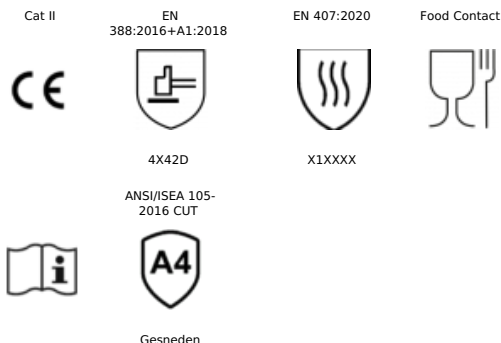 Cat II
EN
388:2016+A1:2018
EN 407:2020
Food Contact
CE
4X42D
X1XXXX
ANSI/ISEA 105-
2016 CUT
i
A4
Gesneden